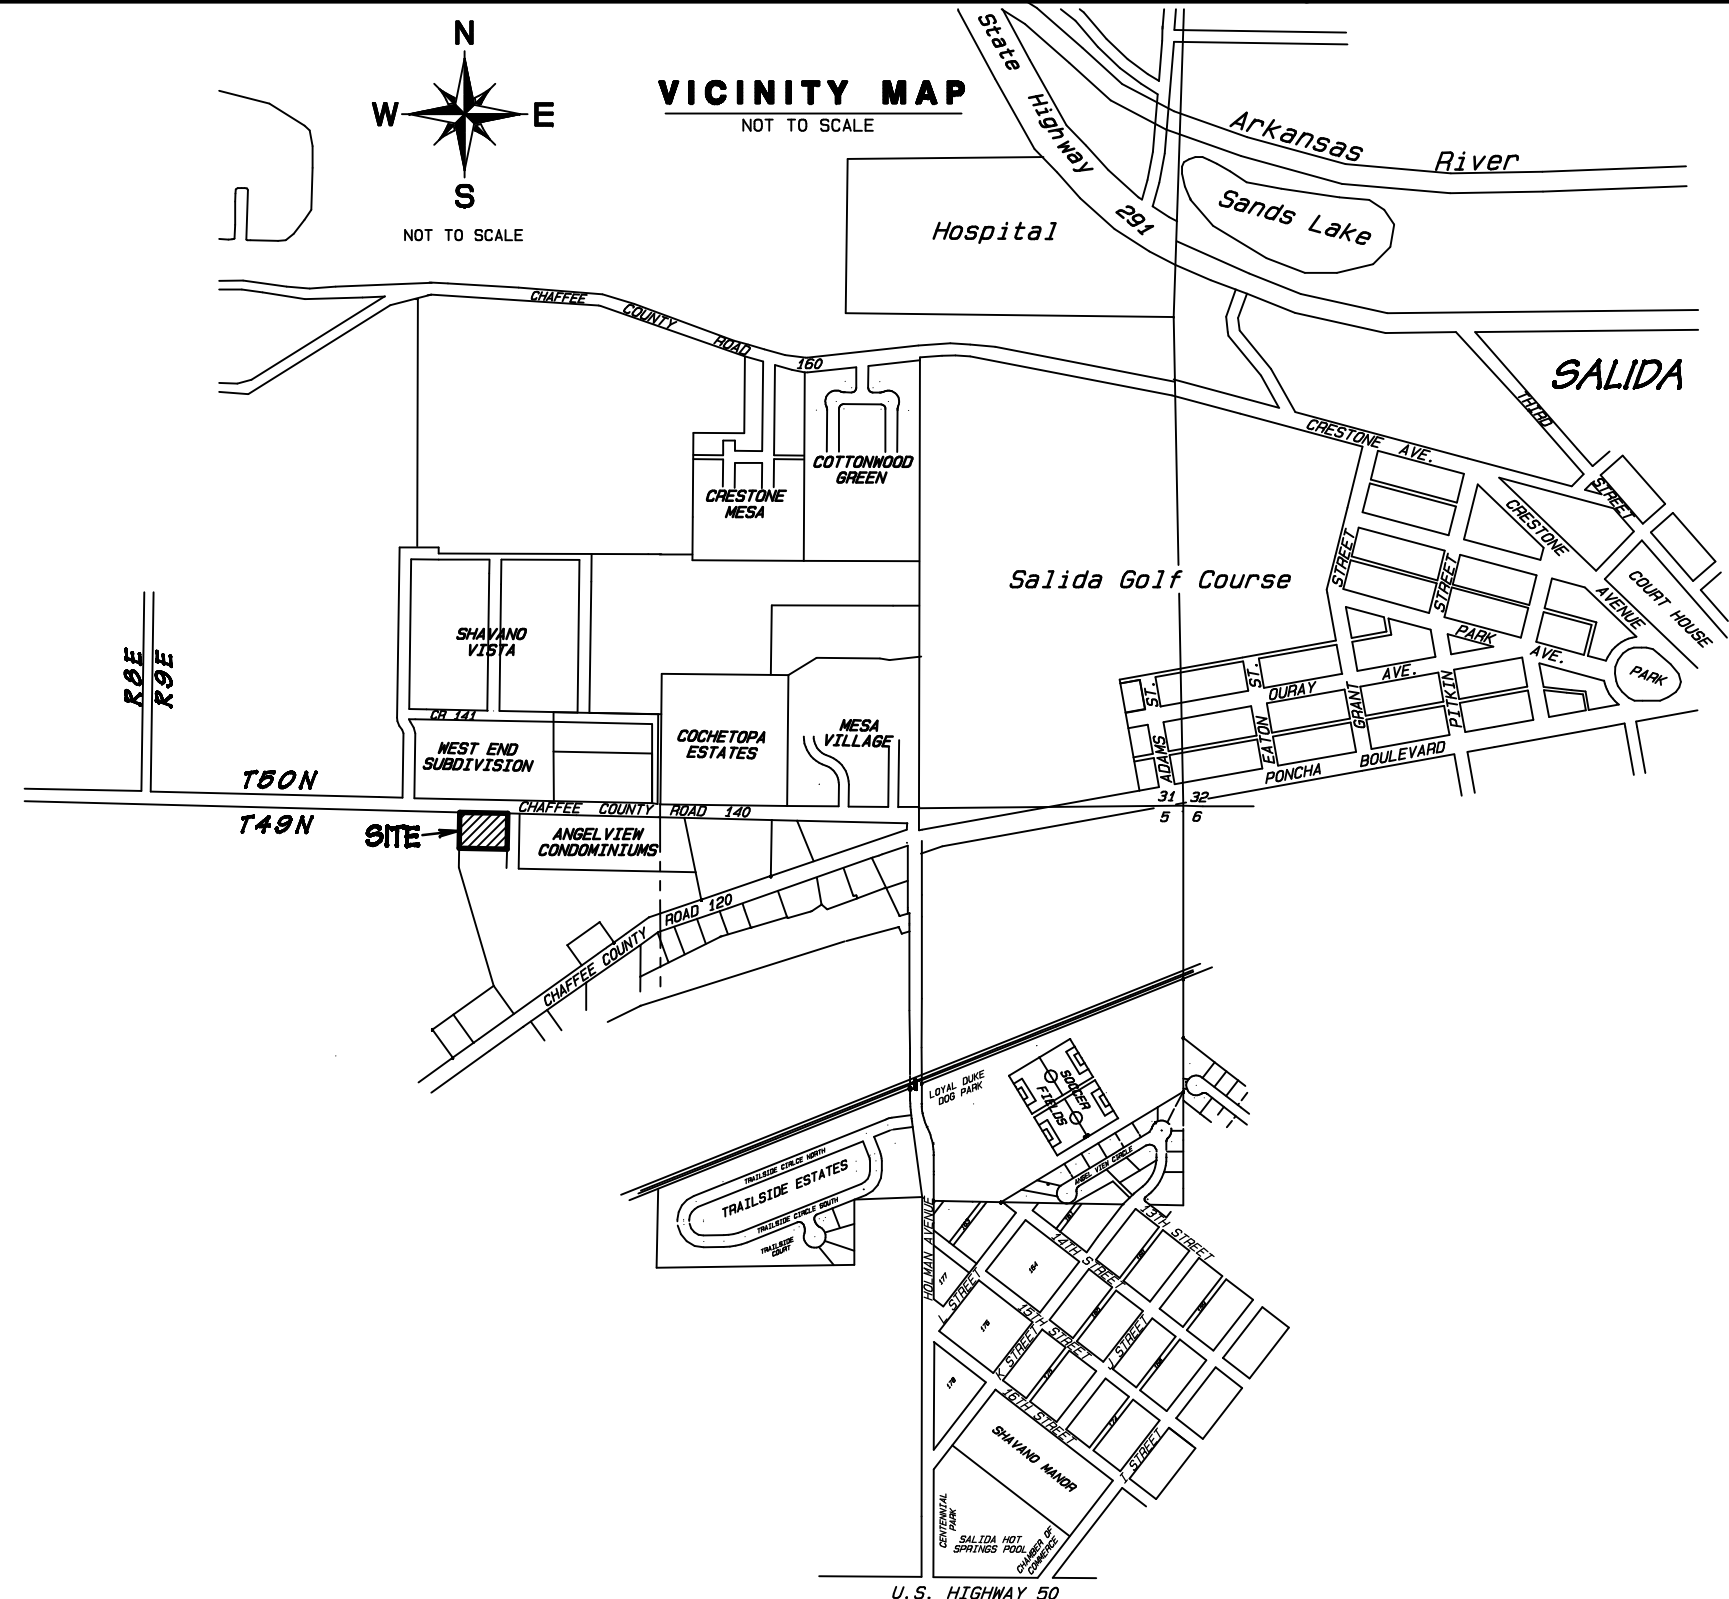 N
W E
S
NOT TO SCALE
VICINITY MAP
NOT TO SCALE
State Highway 291
Arkansas River
Sands Lake
Hospital
SALIDA
CHAFFEE COUNTY ROAD 160
THIRD STREET
CRESTONE AVE.
COTTONWOOD
GREEN
CRESTONE
MESA
CRESTONE AVENUE
STREET
STREET
COURT HOUSE
Salida Golf Course
SHAVANO
VISTA
PARK AVE.
PARK
R8E
R9E
ADAMS ST.
EATON ST.
OURAY AVE.
GRANT
PITKIN
CR 141
WEST END
SUBDIVISION
COCHETOPA
ESTATES
MESA
VILLAGE
PONCHA BOULEVARD
T50N
T49N
CHAFFEE COUNTY ROAD 140
31 32
5 6
SITE
ANGELVIEW
CONDOMINIUMS
CHAFFEE COUNTY ROAD 120
LOYAL DUKE
DOG PARK
SOCCER
FIELDS
ANGEL VIEW CIRCLE
TRAILSIDE CIRLCE NORTH
TRAILSIDE ESTATES
TRAILSIDE CIRCLE SOUTH
TRAILSIDE
COURT
HOLMAN AVENUE
13TH STREET
14TH STREET
164
177
L STREET
15TH STREET
176
K STREET
J STREET
16TH STREET
178
SHAVANO MANOR
I STREET
CENTENNIAL
PARK
SALIDA HOT
SPRINGS POOL
CHAMBER OF
COMMERCE
U.S. HIGHWAY 50